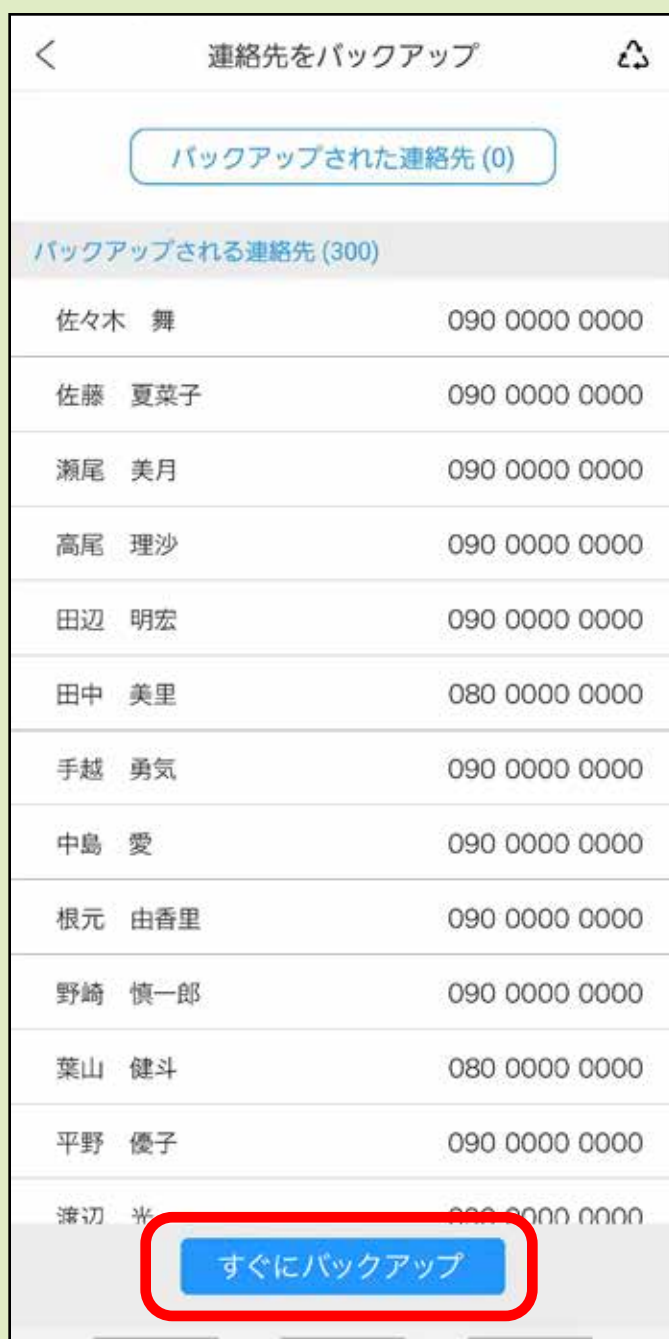 連絡先をバックアップ
バックアップされた連絡先 (0)
バックアップされる連絡先 (300)
佐々木　舞 090 0000 0000
佐藤　夏菜子 090 0000 0000
瀬尾　美月 090 0000 0000
高尾　理沙 090 0000 0000
田辺　明宏 090 0000 0000
田中　美里 080 0000 0000
手越　勇気 090 0000 0000
中島　愛 090 0000 0000
根元　由香里 090 0000 0000
野崎　慎一郎 090 0000 0000
葉山　健斗 080 0000 0000
平野　優子 090 0000 0000
渡辺　光 0000 0000
すぐにバックアップ